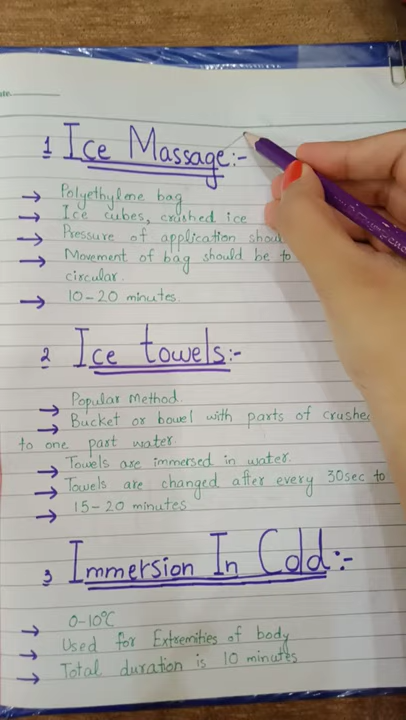 1 Ice Massage:-
→ Polyethylene bag
→ Ice cubes, crushed ice
→ Pressure of application
→ Movement of bag should be to
circular.
→ 10-20 minutes.
2 Ice towels:-
→ Popular Method.
→ Bucket or bowel with parts of crushed
to one part water.
→ Towels are immersed in water.
→ Towels are changed after every 30sec to
→ 15-20 minutes
3 Immersion In Cold:-
→ 0-10°C
→ Used for Extremities of body
→ Total duration is 10 minutes